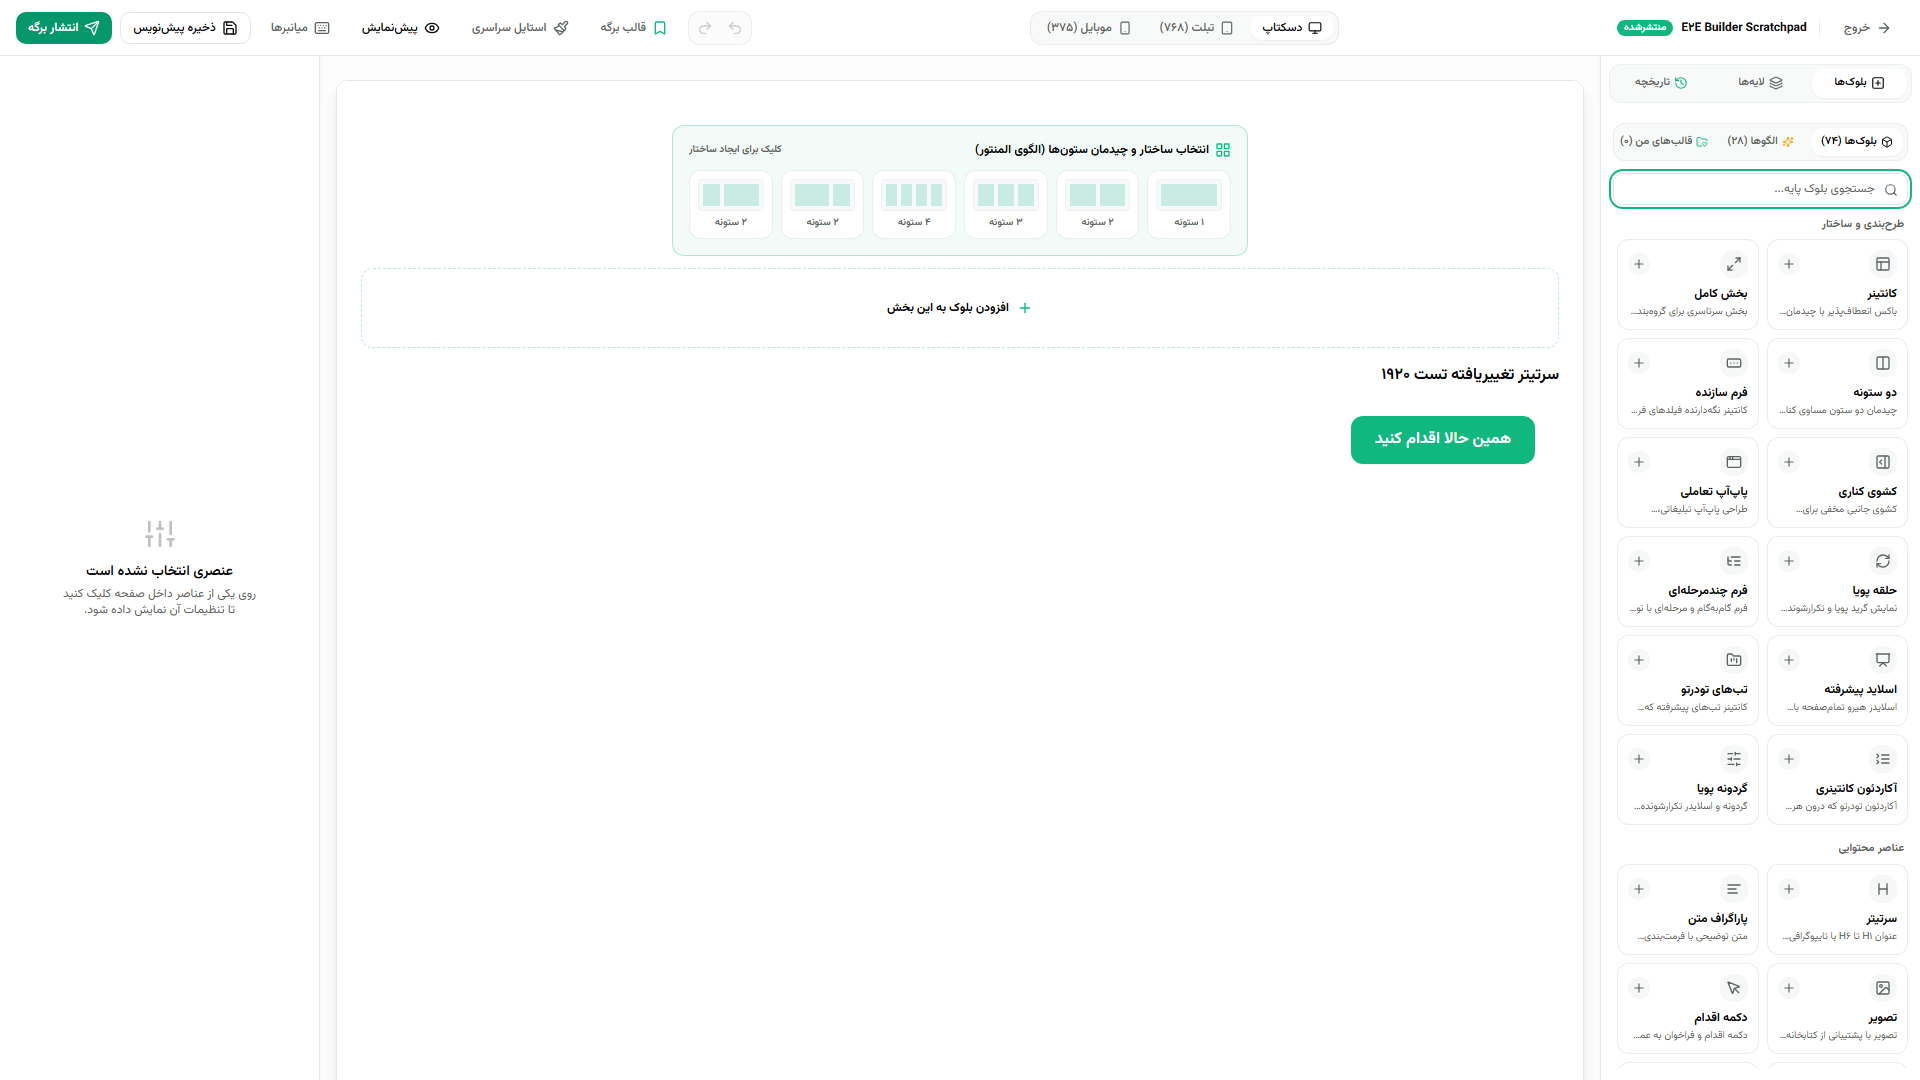 خروج
E2E Builder Scratchpad
منتشرشده
دسکتاپ
تبلت (۷۶۸)
موبایل (۳۷۵)
قالب برگه
استایل سراسری
پیش‌نمایش
میانبرها
ذخیره پیش‌نویس
انتشار برگه
بلوک‌ها
لایه‌ها
تاریخچه
بلوک‌ها (۷۴)
الگوها (۲۸)
قالب‌های من (۰)
جستجوی بلوک پایه...
طرح‌بندی و ساختار
کانتینر
باکس انعطاف‌پذیر با چیدمان...
بخش کامل
بخش سرتاسری برای گروه‌بند...
دو ستونه
چیدمان دو ستون مساوی کنا...
فرم سازنده
کانتینر نگه‌دارنده فیلدهای فر...
کشوی کناری
کشوی جانبی مخفی برای...
پاپ‌آپ تعاملی
طراحی پاپ‌آپ تبلیغاتی،...
حلقه پویا
نمایش گرید پویا و تکرارشوند...
فرم چندمرحله‌ای
فرم گام‌به‌گام و مرحله‌ای با نو...
اسلاید پیشرفته
اسلایدر هیرو تمام‌صفحه با...
تب‌های تودرتو
کانتینر تب‌های پیشرفته که...
آکاردئون کانتینری
آکاردئون تودرتو که درون هر...
گردونه پویا
گردونه و اسلایدر تکرارشونده...
عناصر محتوایی
سرتیتر
عنوان H۱ تا H۶ با تایپوگرافی...
پاراگراف متن
متن توضیحی با فرمت‌بندی...
تصویر
تصویر با پشتیبانی از کتابخانه...
دکمه اقدام
دکمه اقدام و فراخوان به عمـ...
انتخاب ساختار و چیدمان ستون‌ها (الگوی المنتور)
کلیک برای ایجاد ساختار
۱ ستونه
۲ ستونه
۳ ستونه
۴ ستونه
۲ ستونه
۲ ستونه
افزودن بلوک به این بخش
سرتیتر تغییریافته تست ۱۹۲۰
همین حالا اقدام کنید
عنصری انتخاب نشده است
روی یکی از عناصر داخل صفحه کلیک کنید
تا تنظیمات آن نمایش داده شود.